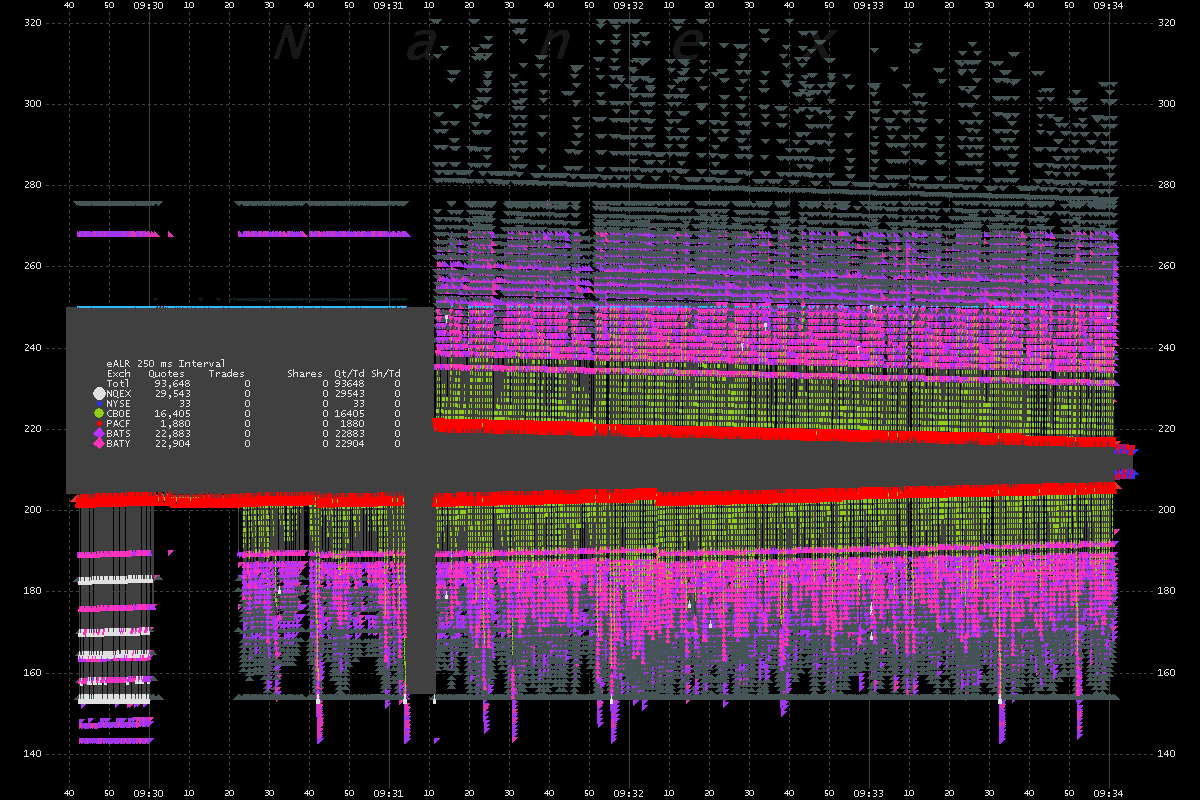 40 50 09:30 10 20 30 40 50 09:31 10 20 30 40 50 09:32 10 20 30 40 50 09:33 10 20 30 40 50 09:34
320 320
N a n e x
300 300
280 280
260 260
240 240
eALR 250 ms Interval
Exch Quotes Trades Shares Qt/Td Sh/Td
Totl 93,648 0 0 93648 0
NQEX 29,543 0 0 29543 0
NYSE 33 0 0 33 0
CBOE 16,405 0 0 16405 0
PACF 1,880 0 0 1880 0
BATS 22,883 0 0 22883 0
EATY 22,904 0 0 22904 0
220 220
200 200
180 180
160 160
140 140
40 50 09:30 10 20 30 40 50 09:31 10 20 30 40 50 09:32 10 20 30 40 50 09:33 10 20 30 40 50 09:34